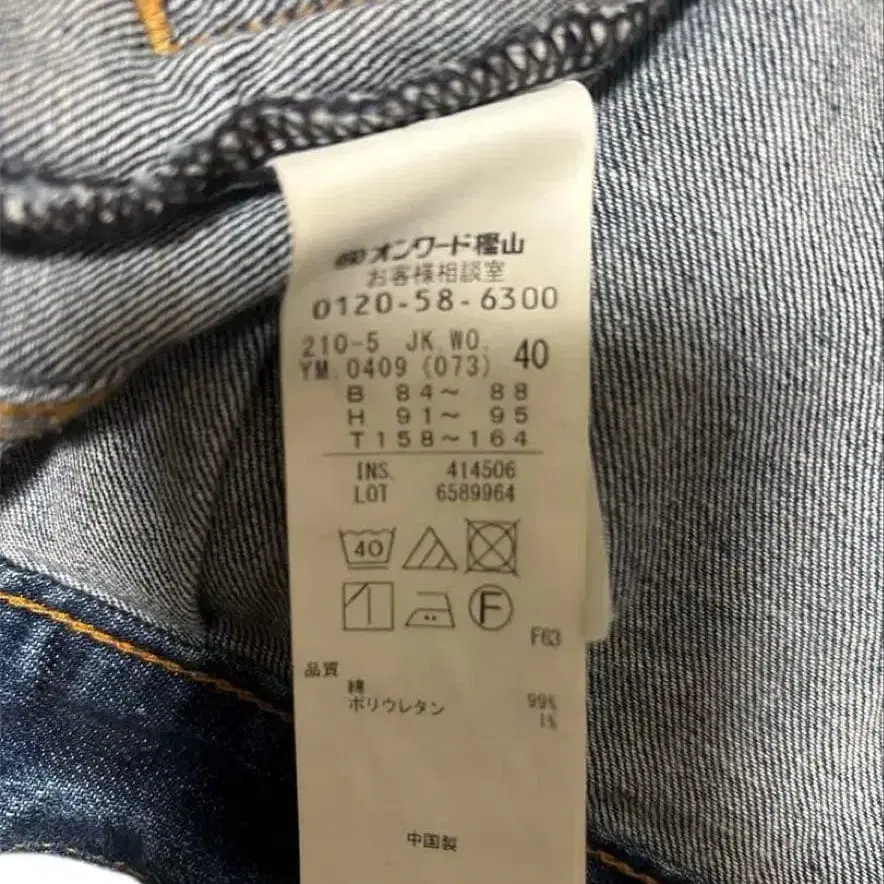 ㈱オンワード樫山
お客様相談室
0120-58-6300
210-5 JK.WO. 40
YM.0409 (073)
B 84～ 88
H 91～ 95
T 158～164
INS. 414506
LOT 6589964
40
F
F63
品質
綿 99%
ポリウレタン 1%
中国製